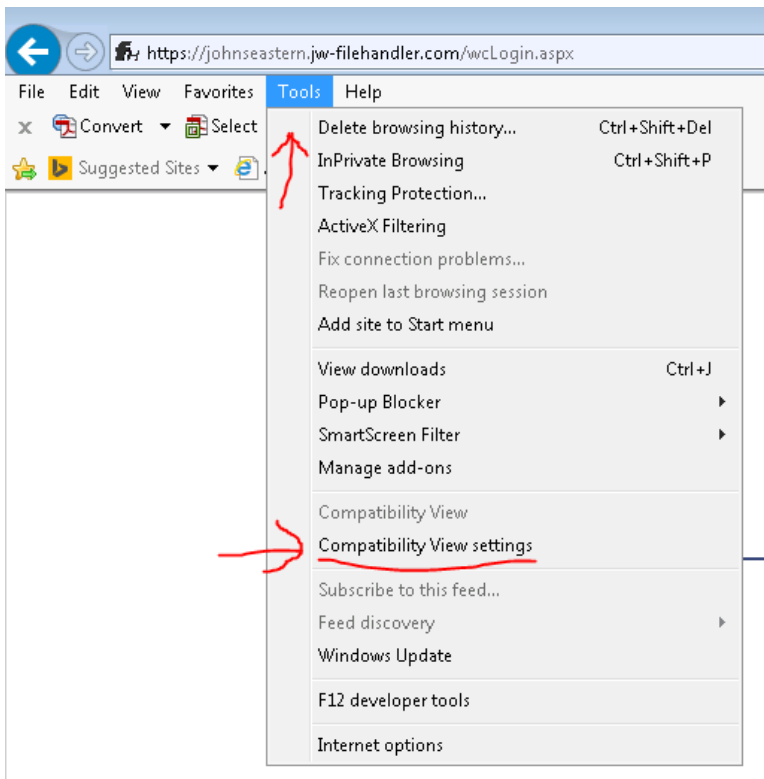 https://johnseastern.jw-filehandler.com/wcLogin.aspx
File Edit View Favorites Tools Help
x Convert Select
Suggested Sites
Delete browsing history... Ctrl+Shift+Del
InPrivate Browsing Ctrl+Shift+P
Tracking Protection...
ActiveX Filtering
Fix connection problems...
Reopen last browsing session
Add site to Start menu
View downloads Ctrl+J
Pop-up Blocker
SmartScreen Filter
Manage add-ons
Compatibility View
Compatibility View settings
Subscribe to this feed...
Feed discovery
Windows Update
F12 developer tools
Internet options